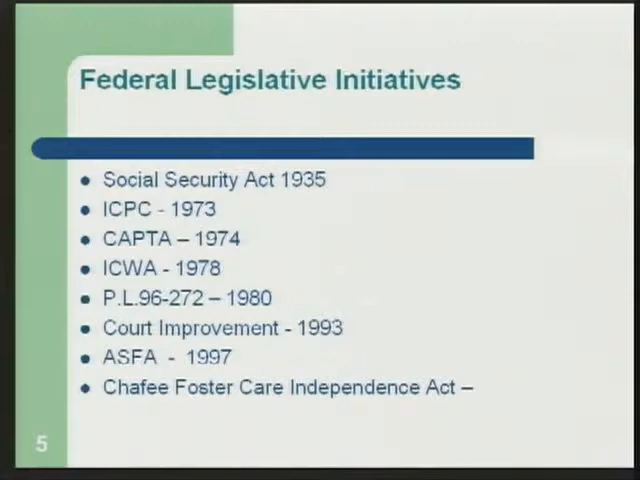 Federal Legislative Initiatives
• Social Security Act 1935
• ICPC - 1973
• CAPTA – 1974
• ICWA - 1978
• P.L.96-272 – 1980
• Court Improvement - 1993
• ASFA - 1997
• Chafee Foster Care Independence Act –
5